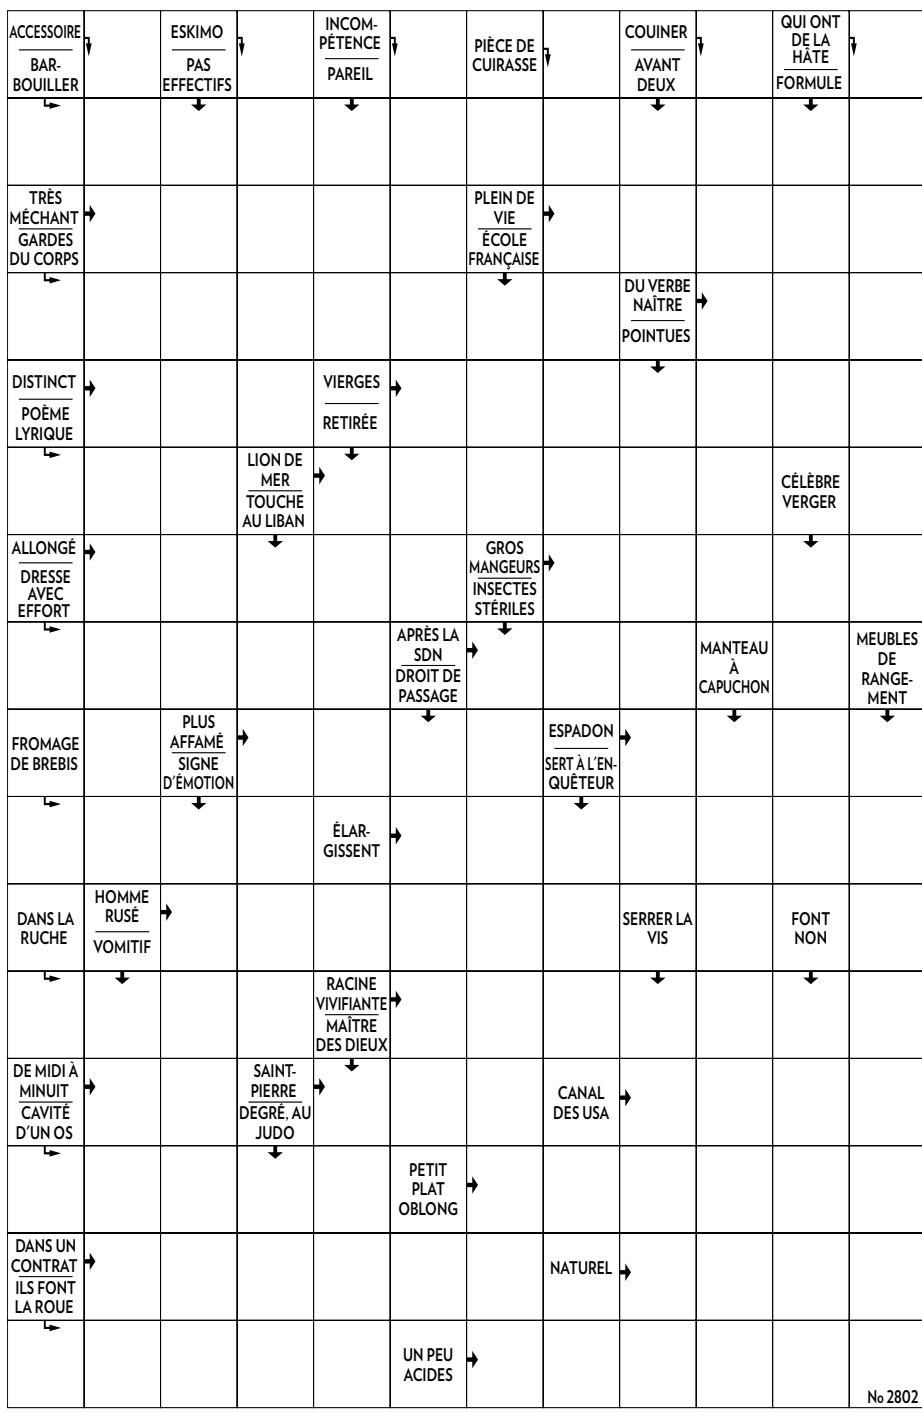 ACCESSOIRE
BAR-
BOUILLER
ESKIMO
PAS
EFFECTIFS
INCOM-
PÉTENCE
PAREIL
PIÈCE DE
CUIRASSE
COUINER
AVANT
DEUX
QUI ONT
DE LA
HÂTE
FORMULE
TRÈS
MÉCHANT
GARDES
DU CORPS
PLEIN DE
VIE
ÉCOLE
FRANÇAISE
DU VERBE
NAÎTRE
POINTUES
DISTINCT
POÈME
LYRIQUE
VIERGES
RETIRÉE
LION DE
MER
TOUCHE
AU LIBAN
CÉLÈBRE
VERGER
ALLONGÉ
DRESSE
AVEC
EFFORT
GROS
MANGEURS
INSECTES
STÉRILES
APRÈS LA
SDN
DROIT DE
PASSAGE
MANTEAU
À
CAPUCHON
MEUBLES
DE
RANGE-
MENT
FROMAGE
DE BREBIS
PLUS
AFFAMÉ
SIGNE
D'ÉMOTION
ESPADON
SERT À L'EN-
QUÊTEUR
ÉLAR-
GISSENT
DANS LA
RUCHE
HOMME
RUSÉ
VOMITIF
SERRER LA
VIS
FONT
NON
RACINE
VIVIFIANTE
MAÎTRE
DES DIEUX
DE MIDI À
MINUIT
CAVITÉ
D'UN OS
SAINT-
PIERRE
DEGRÉ, AU
JUDO
CANAL
DES USA
PETIT
PLAT
OBLONG
DANS UN
CONTRAT
ILS FONT
LA ROUE
NATUREL
UN PEU
ACIDES
No 2802